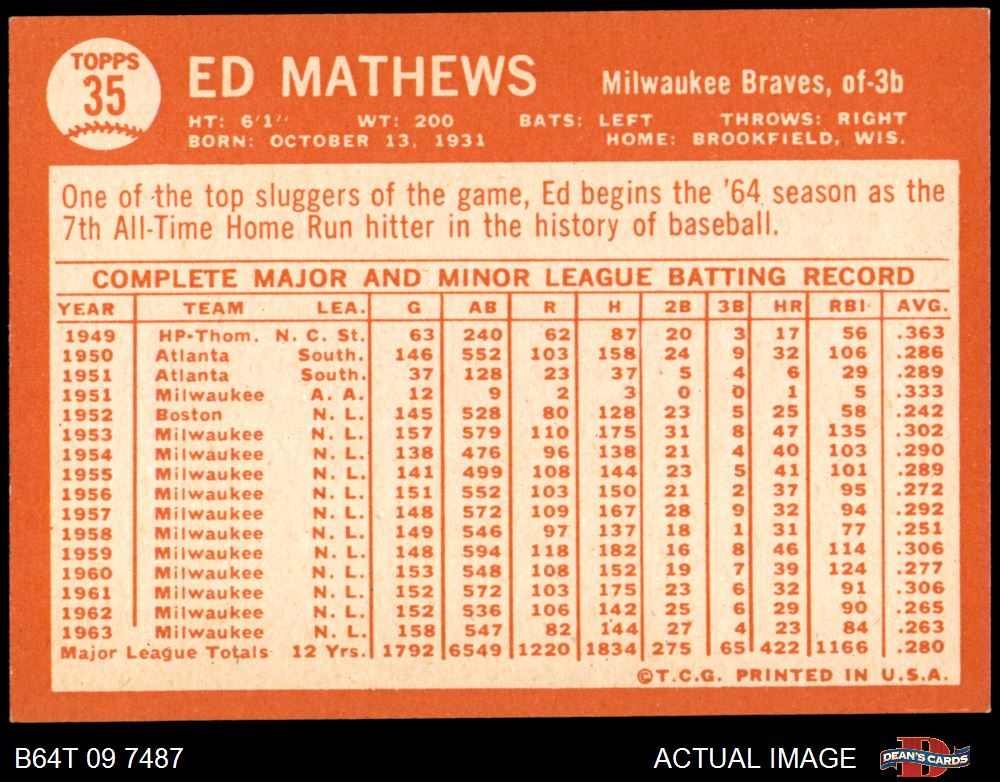 TOPPS
35
ED MATHEWS
Milwaukee Braves, of-3b
HT: 6'1" WT: 200 BATS: LEFT THROWS: RIGHT
BORN: OCTOBER 13, 1931 HOME: BROOKFIELD, WIS.
One of the top sluggers of the game, Ed begins the '64 season as the
7th All-Time Home Run hitter in the history of baseball.
COMPLETE MAJOR AND MINOR LEAGUE BATTING RECORD
YEAR TEAM LEA. G AB R H 2B 3B HR RBI AVG.
1949 HP-Thom. N. C. St. 63 240 62 87 20 3 17 56 .363
1950 Atlanta South. 146 552 103 158 24 9 32 106 .286
1951 Atlanta South. 37 128 23 37 5 4 6 29 .289
1951 Milwaukee A. A. 12 9 2 3 0 0 1 5 .333
1952 Boston N. L. 145 528 80 128 23 5 25 58 .242
1953 Milwaukee N. L. 157 579 110 175 31 8 47 135 .302
1954 Milwaukee N. L. 138 476 96 138 21 4 40 103 .290
1955 Milwaukee N. L. 141 499 108 144 23 5 41 101 .289
1956 Milwaukee N. L. 151 552 103 150 21 2 37 95 .272
1957 Milwaukee N. L. 148 572 109 167 28 9 32 94 .292
1958 Milwaukee N. L. 149 546 97 137 18 1 31 77 .251
1959 Milwaukee N. L. 148 594 118 182 16 8 46 114 .306
1960 Milwaukee N. L. 153 548 108 152 19 7 39 124 .277
1961 Milwaukee N. L. 152 572 103 175 23 6 32 91 .306
1962 Milwaukee N. L. 152 536 106 142 25 6 29 90 .265
1963 Milwaukee N. L. 158 547 82 144 27 4 23 84 .263
Major League Totals 12 Yrs. 1792 6549 1220 1834 275 65 422 1166 .280
©T.C.G. PRINTED IN U.S.A.
B64T 09 7487 ACTUAL IMAGE DEAN'S CARDS